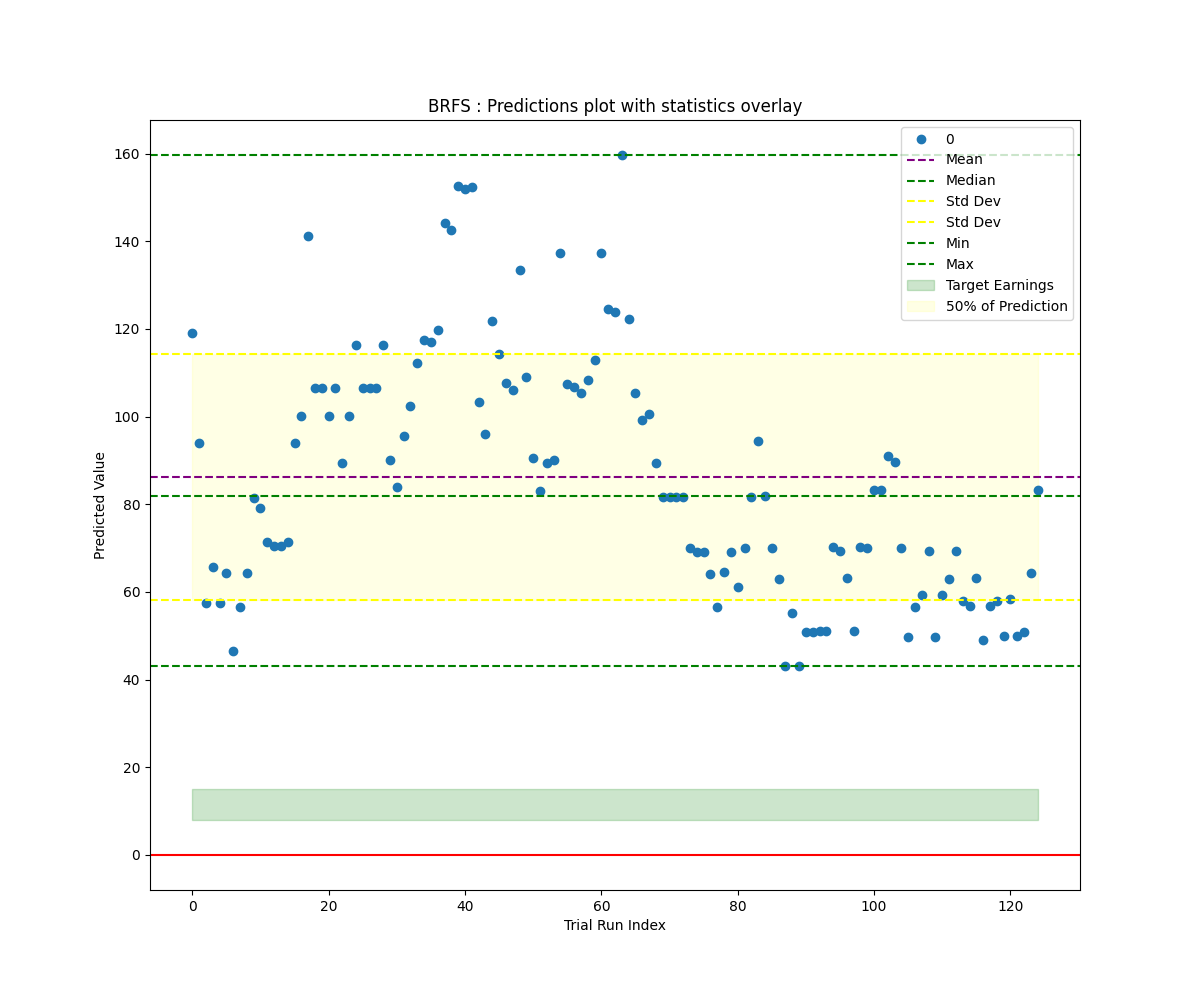 BRFS : Predictions plot with statistics overlay
0
Mean
Median
Std Dev
Std Dev
Min
Max
Target Earnings
50% of Prediction
Predicted Value
160
140
120
100
80
60
40
20
0
0 20 40 60 80 100 120
Trial Run Index